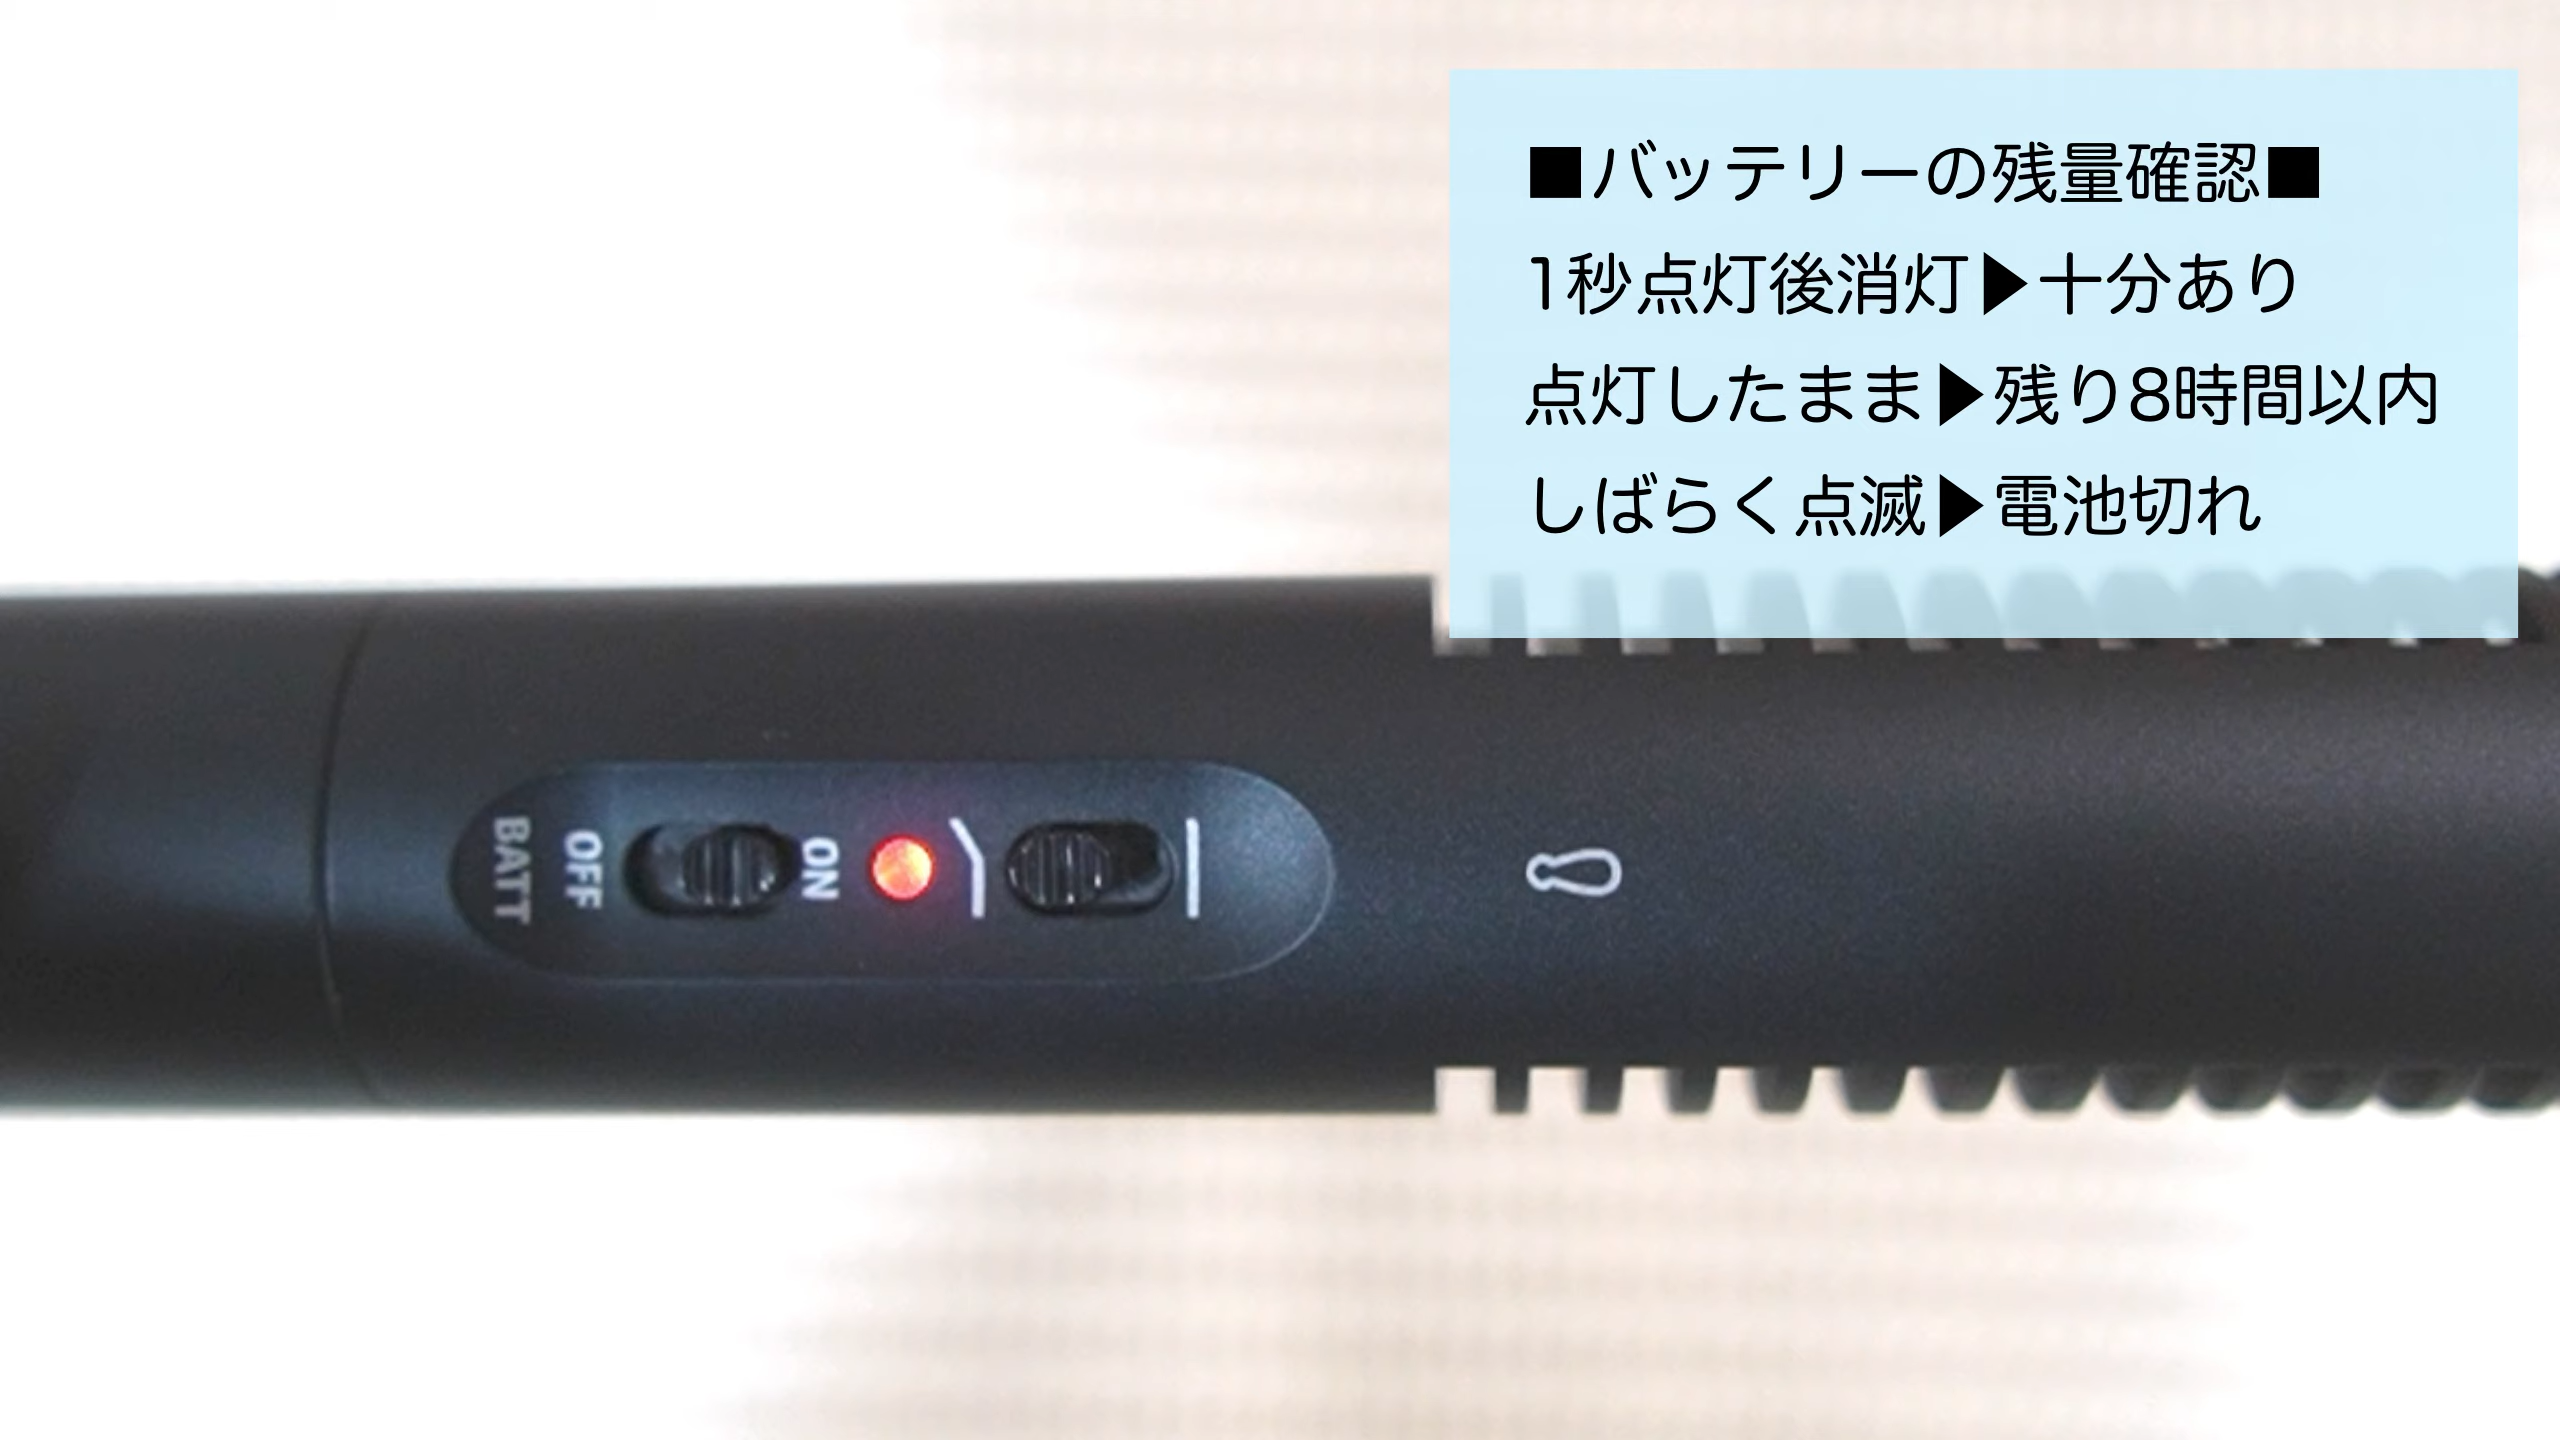 ■バッテリーの残量確認■
1秒点灯後消灯▶十分あり
点灯したまま▶残り8時間以内
しばらく点滅▶電池切れ
BATT
OFF
ON